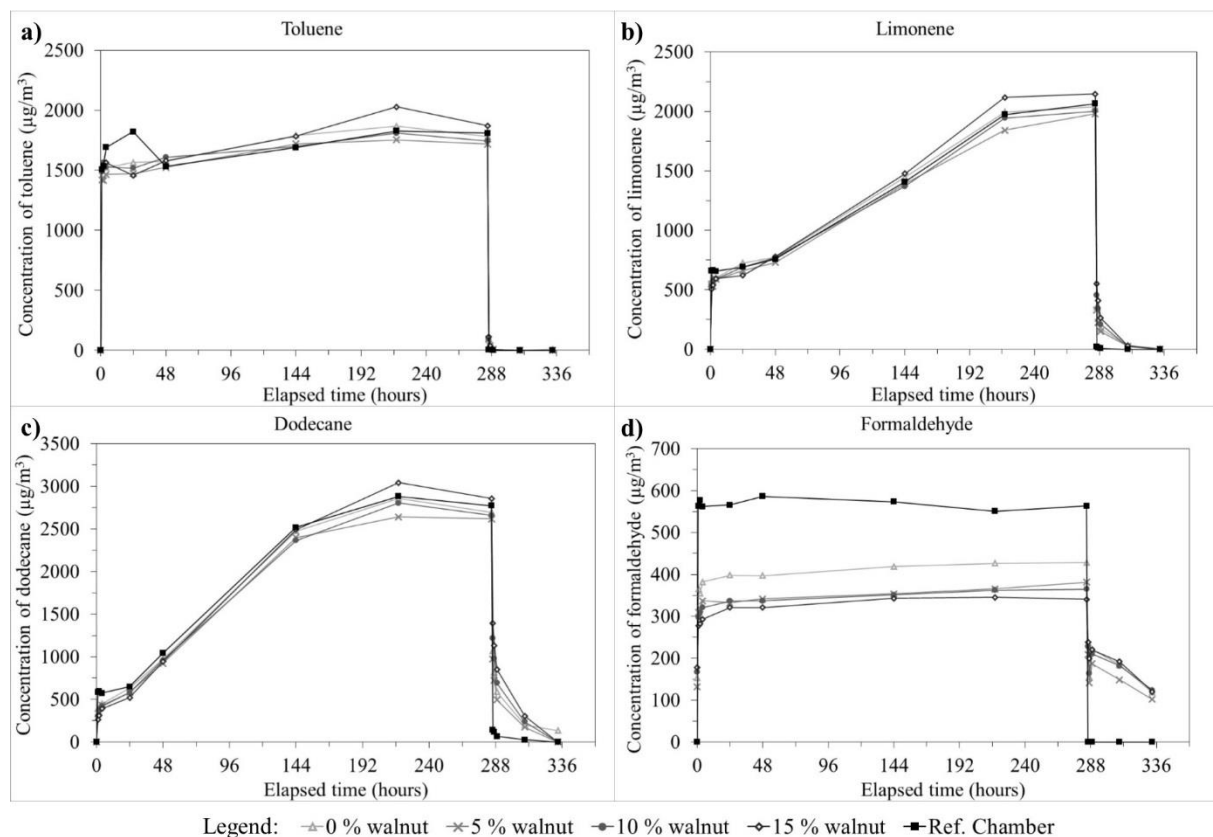 a) Toluene
Concentration of toluene (µg/m³)
2500
2000
1500
1000
500
0
0 48 96 144 192 240 288 336
Elapsed time (hours)
b) Limonene
Concentration of limonene (µg/m³)
2500
2000
1500
1000
500
0
0 48 96 144 192 240 288 336
Elapsed time (hours)
c) Dodecane
Concentration of dodecane (µg/m³)
3500
3000
2500
2000
1500
1000
500
0
0 48 96 144 192 240 288 336
Elapsed time (hours)
d) Formaldehyde
Concentration of formaldehyde (µg/m³)
700
600
500
400
300
200
100
0
0 48 96 144 192 240 288 336
Elapsed time (hours)
Legend: 0 % walnut 5 % walnut 10 % walnut 15 % walnut Ref. Chamber